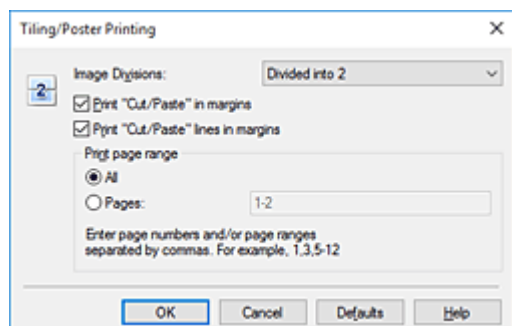 Tiling/Poster Printing
Image Divisions: Divided into 2
2
Print "Cut/Paste" in margins
Print "Cut/Paste" lines in margins
Print page range
All
Pages: 1-2
Enter page numbers and/or page ranges
separated by commas. For example, 1,3,5-12
OK Cancel Defaults Help